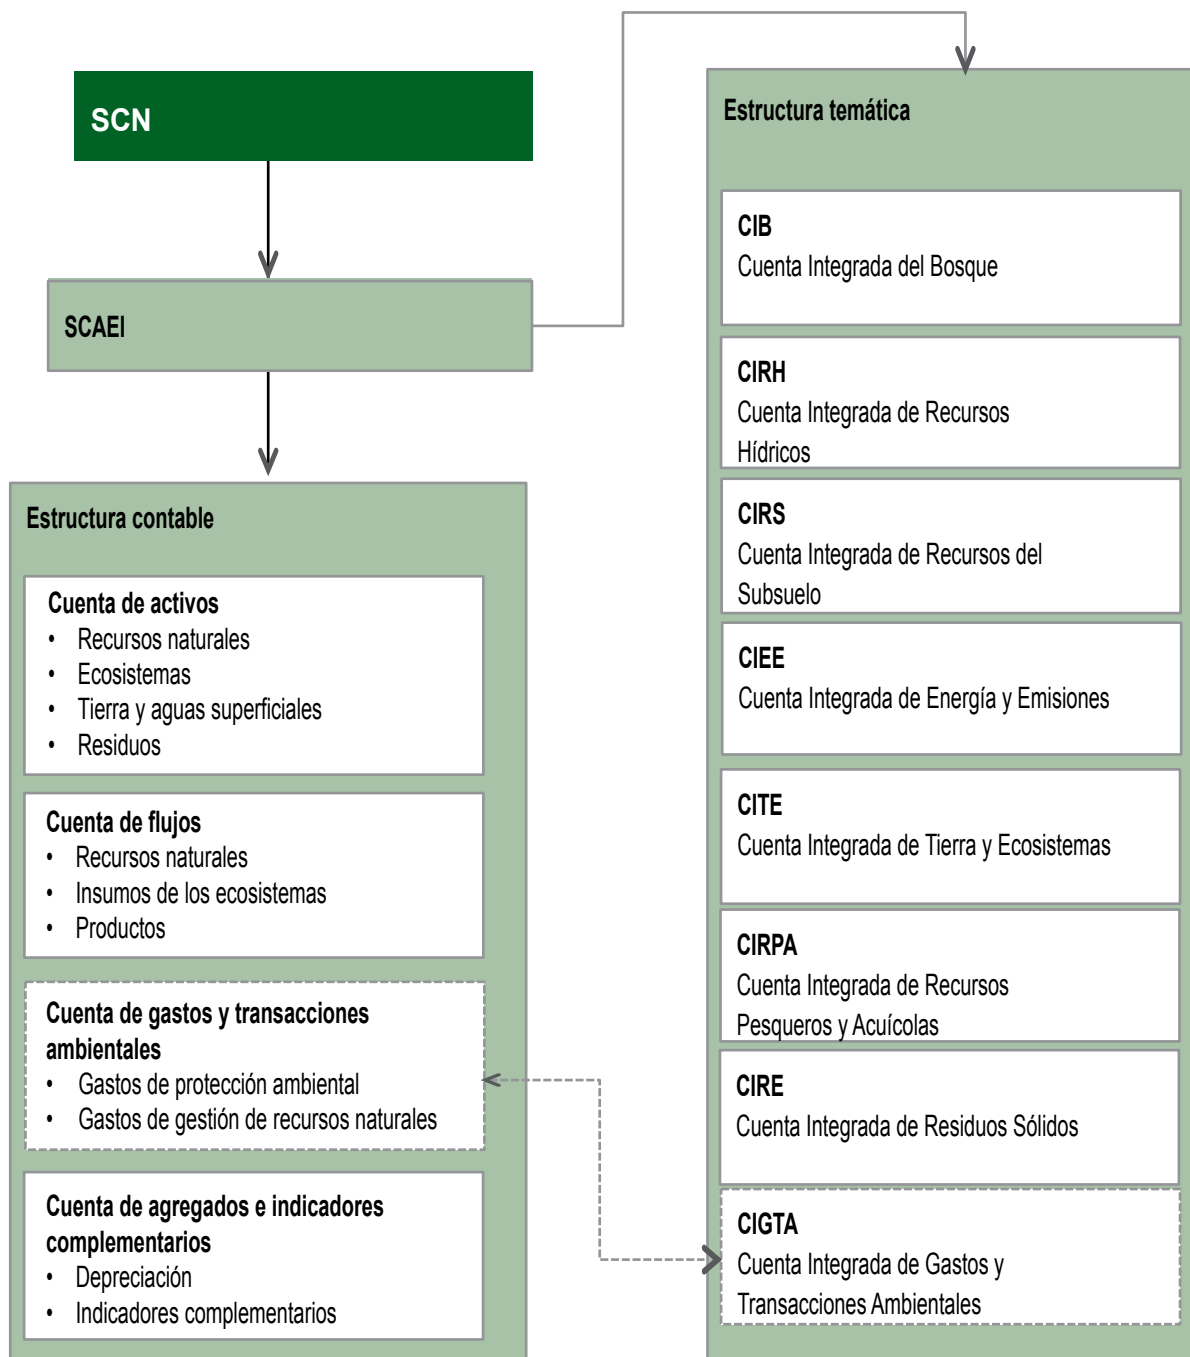 SCN
SCAEI
Estructura contable
Cuenta de activos
• Recursos naturales
• Ecosistemas
• Tierra y aguas superficiales
• Residuos
Cuenta de flujos
• Recursos naturales
• Insumos de los ecosistemas
• Productos
Cuenta de gastos y transacciones
ambientales
• Gastos de protección ambiental
• Gastos de gestión de recursos naturales
Cuenta de agregados e indicadores
complementarios
• Depreciación
• Indicadores complementarios
Estructura temática
CIB
Cuenta Integrada del Bosque
CIRH
Cuenta Integrada de Recursos
Hídricos
CIRS
Cuenta Integrada de Recursos del
Subsuelo
CIEE
Cuenta Integrada de Energía y Emisiones
CITE
Cuenta Integrada de Tierra y Ecosistemas
CIRPA
Cuenta Integrada de Recursos
Pesqueros y Acuícolas
CIRE
Cuenta Integrada de Residuos Sólidos
CIGTA
Cuenta Integrada de Gastos y
Transacciones Ambientales